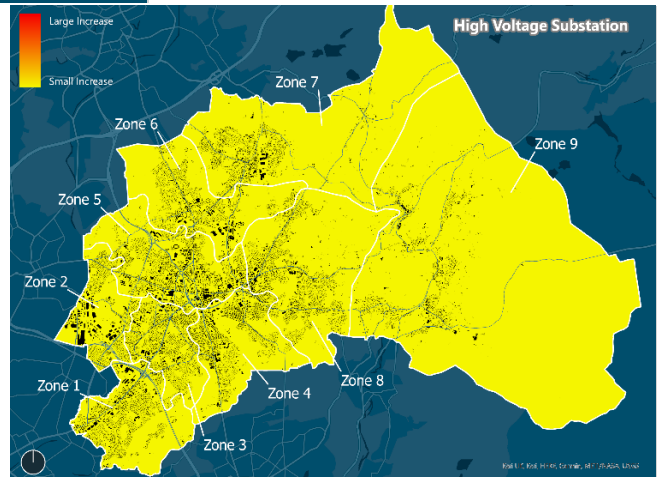 Large Increase
High Voltage Substation
Small Increase
Zone 7
Zone 6
Zone 9
Zone 5
Zone 2
Zone 1
Zone 8
Zone 4
Zone 3